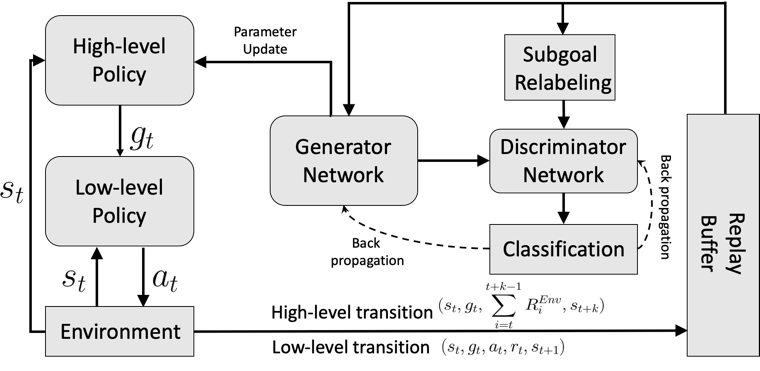 High-level
Policy
Parameter
Update
Subgoal
Relabeling
g_t
Generator
Network
Discriminator
Network
Low-level
Policy
s_t
Back propagation
Replay
Buffer
Back
propagation
Classification
s_t
a_t
Environment
High-level transition (s_t, g_t, \sum_{i=t}^{t+k-1} R_i^{Env}, s_{t+k})
Low-level transition (s_t, g_t, a_t, r_t, s_{t+1})